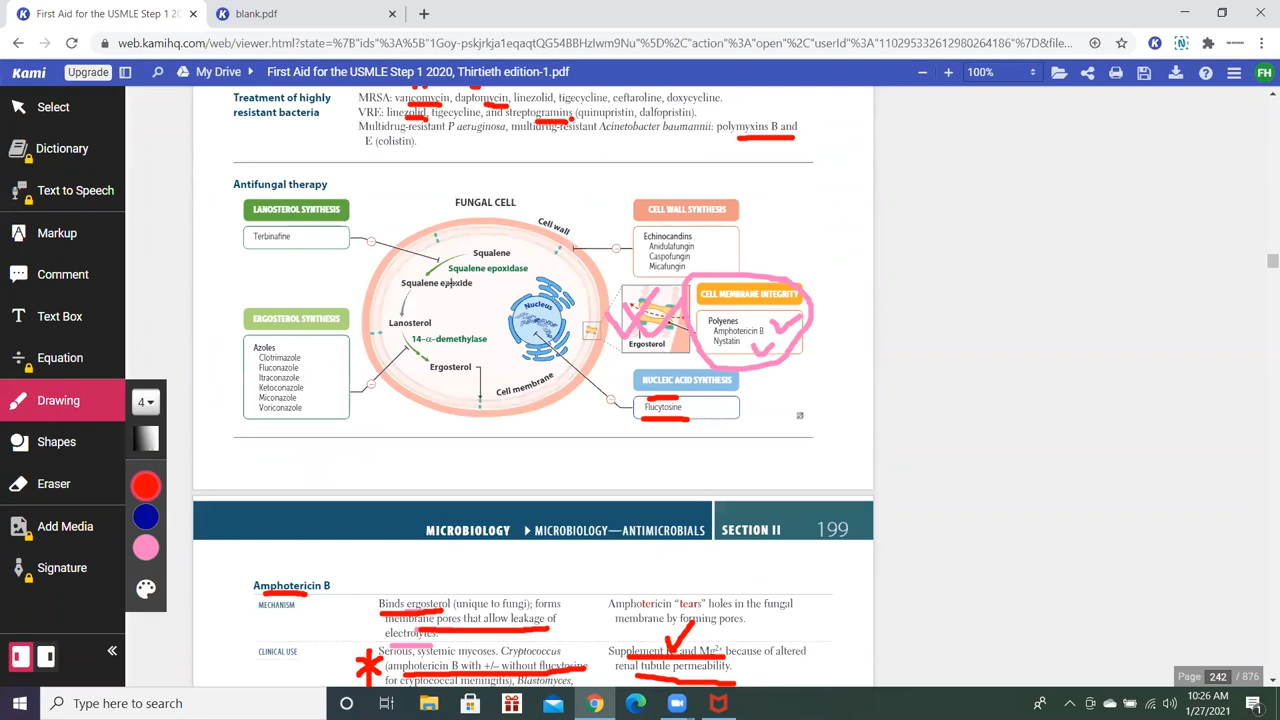 First Aid for the USMLE Step 1 20
blank.pdf
web.kamihq.com/web/viewer.html?state=%7B"ids"%3A%5B"1Goy-pskjrkja1eqaqtQG54BBHzlwm9Nu"%5D%2C"action"%3A"open"%2C"userId"%3A"110295332612980264186"%7D&file...
Kami
Upgrade
My Drive
First Aid for the USMLE Step 1 2020, Thirtieth edition-1.pdf
100%
FH
Select
Dictionary
Text to Speech
Markup
Comment
Text Box
Equation
Drawing
4
Shapes
Eraser
Add Media
Signature
Treatment of highly
resistant bacteria
MRSA: vancomycin, daptomycin, linezolid, tigecycline, ceftaroline, doxycycline.
VRE: linezolid, tigecycline, and streptogramins (quinupristin, dalfopristin).
Multidrug-resistant P aeruginosa, multidrug-resistant Acinetobacter baumannii: polymyxins B and
E (colistin).
Antifungal therapy
FUNGAL CELL
LANOSTEROL SYNTHESIS
Terbinafine
ERGOSTEROL SYNTHESIS
Azoles
Clotrimazole
Fluconazole
Itraconazole
Ketoconazole
Miconazole
Voriconazole
Cell wall
Squalene
Squalene epoxidase
Squalene epoxide
Lanosterol
14-α-demethylase
Ergosterol
Nucleus
Cell membrane
CELL WALL SYNTHESIS
Echinocandins
Anidulafungin
Caspofungin
Micafungin
Ergosterol
CELL MEMBRANE INTEGRITY
Polyenes
Amphotericin B
Nystatin
NUCLEIC ACID SYNTHESIS
Flucytosine
MICROBIOLOGY
MICROBIOLOGY—ANTIMICROBIALS
SECTION II
199
Amphotericin B
MECHANISM
Binds ergosterol (unique to fungi); forms
membrane pores that allow leakage of
electrolytes.
Amphotericin “tears” holes in the fungal
membrane by forming pores.
CLINICAL USE
Serious, systemic mycoses. Cryptococcus
(amphotericin B with +/– without flucytosine
for cryptococcal meningitis), Blastomyces,
Supplement and Mg2+ because of altered
renal tubule permeability.
Page 242 / 876
Type here to search
10:26 AM
1/27/2021